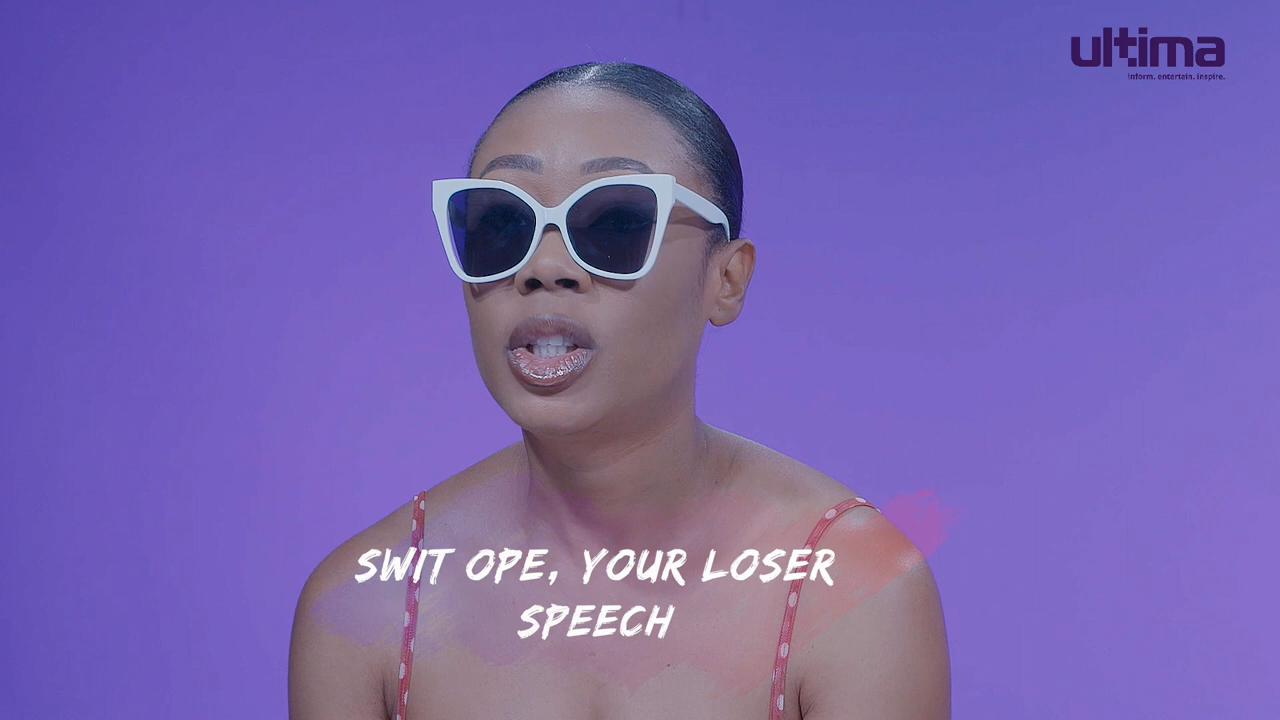 ultima
inform. entertain. inspire.
SWIT OPE, YOUR LOSER
SPEECH